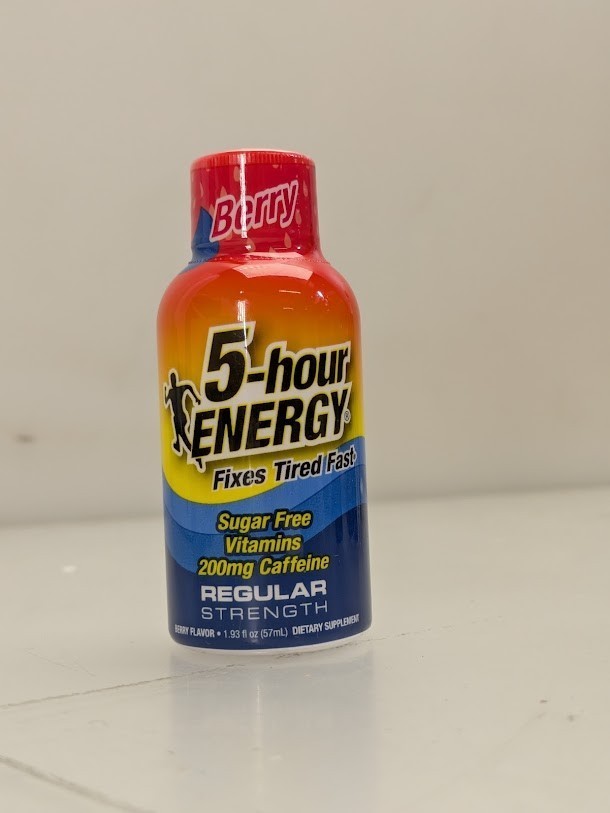 Berry
5-hour
ENERGY®
Fixes Tired Fast
Sugar Free
Vitamins
200mg Caffeine
REGULAR
STRENGTH
BERRY FLAVOR • 1.93 fl oz (57mL) DIETARY SUPPLEMENT